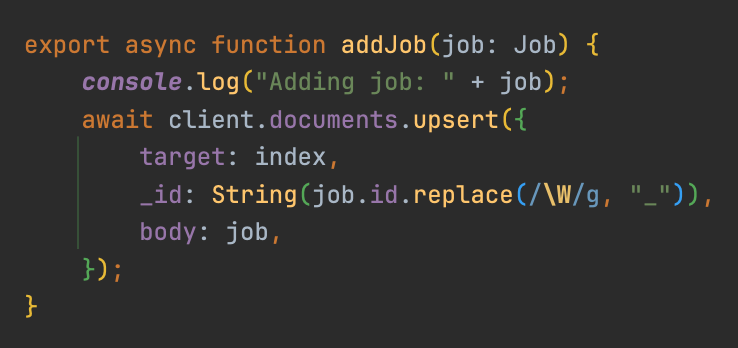 export async function addJob(job: Job) {
    console.log("Adding job: " + job);
    await client.documents.upsert({
        target: index,
        _id: String(job.id.replace(/\W/g, "_")),
        body: job,
    });
}